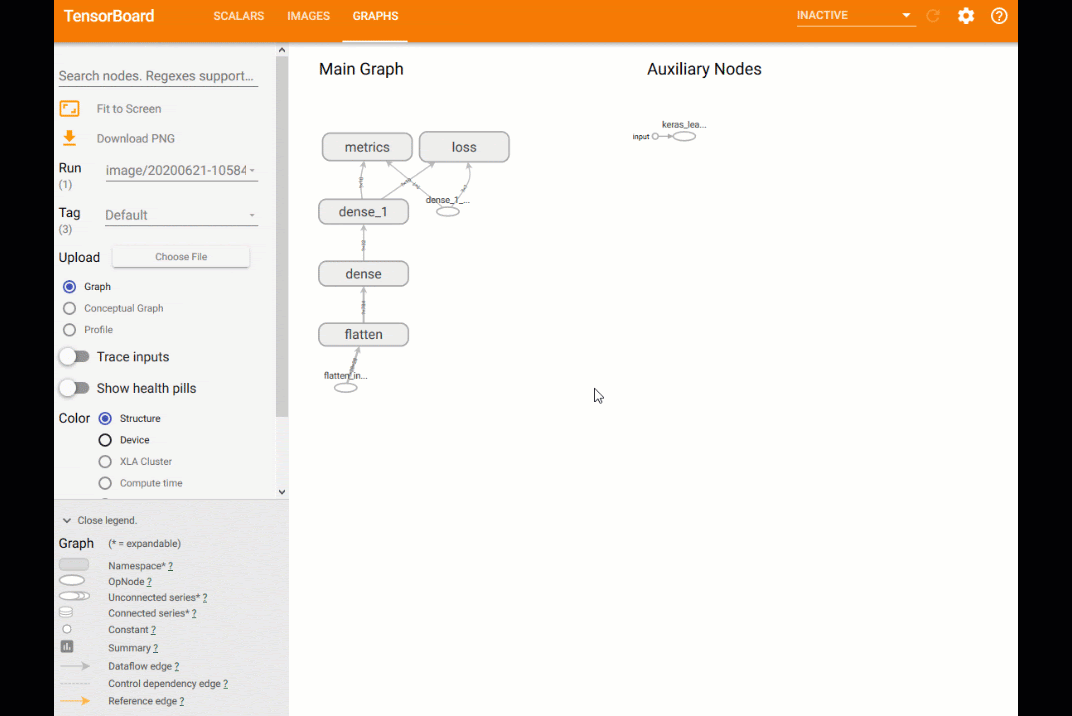 TensorBoard
SCALARS
IMAGES
GRAPHS
INACTIVE
Search nodes. Regexes support...
Fit to Screen
Download PNG
Run
(1)
image/20200621-10584
Tag
(3)
Default
Upload
Choose File
Graph
Conceptual Graph
Profile
Trace inputs
Show health pills
Color
Structure
Device
XLA Cluster
Compute time
Close legend.
Graph
(* = expandable)
Namespace* ?
OpNode ?
Unconnected series* ?
Connected series* ?
Constant ?
Summary ?
Dataflow edge ?
Control dependency edge ?
Reference edge ?
Main Graph
metrics
loss
dense_1
dense_1_...
dense
flatten
flatten_in...
Auxiliary Nodes
keras_lea...
input